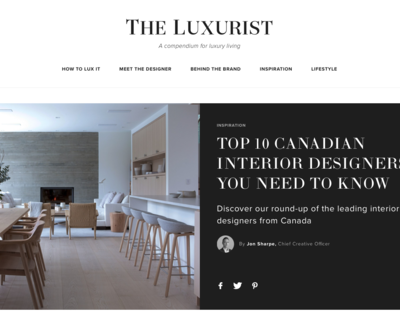 THE LUXURIST
A compendium for luxury living
HOW TO LUX IT
MEET THE DESIGNER
BEHIND THE BRAND
INSPIRATION
LIFESTYLE
INSPIRATION
TOP 10 CANADIAN
INTERIOR DESIGNERS
YOU NEED TO KNOW
Discover our round-up of the leading interior
designers from Canada
By Jon Sharpe, Chief Creative Officer